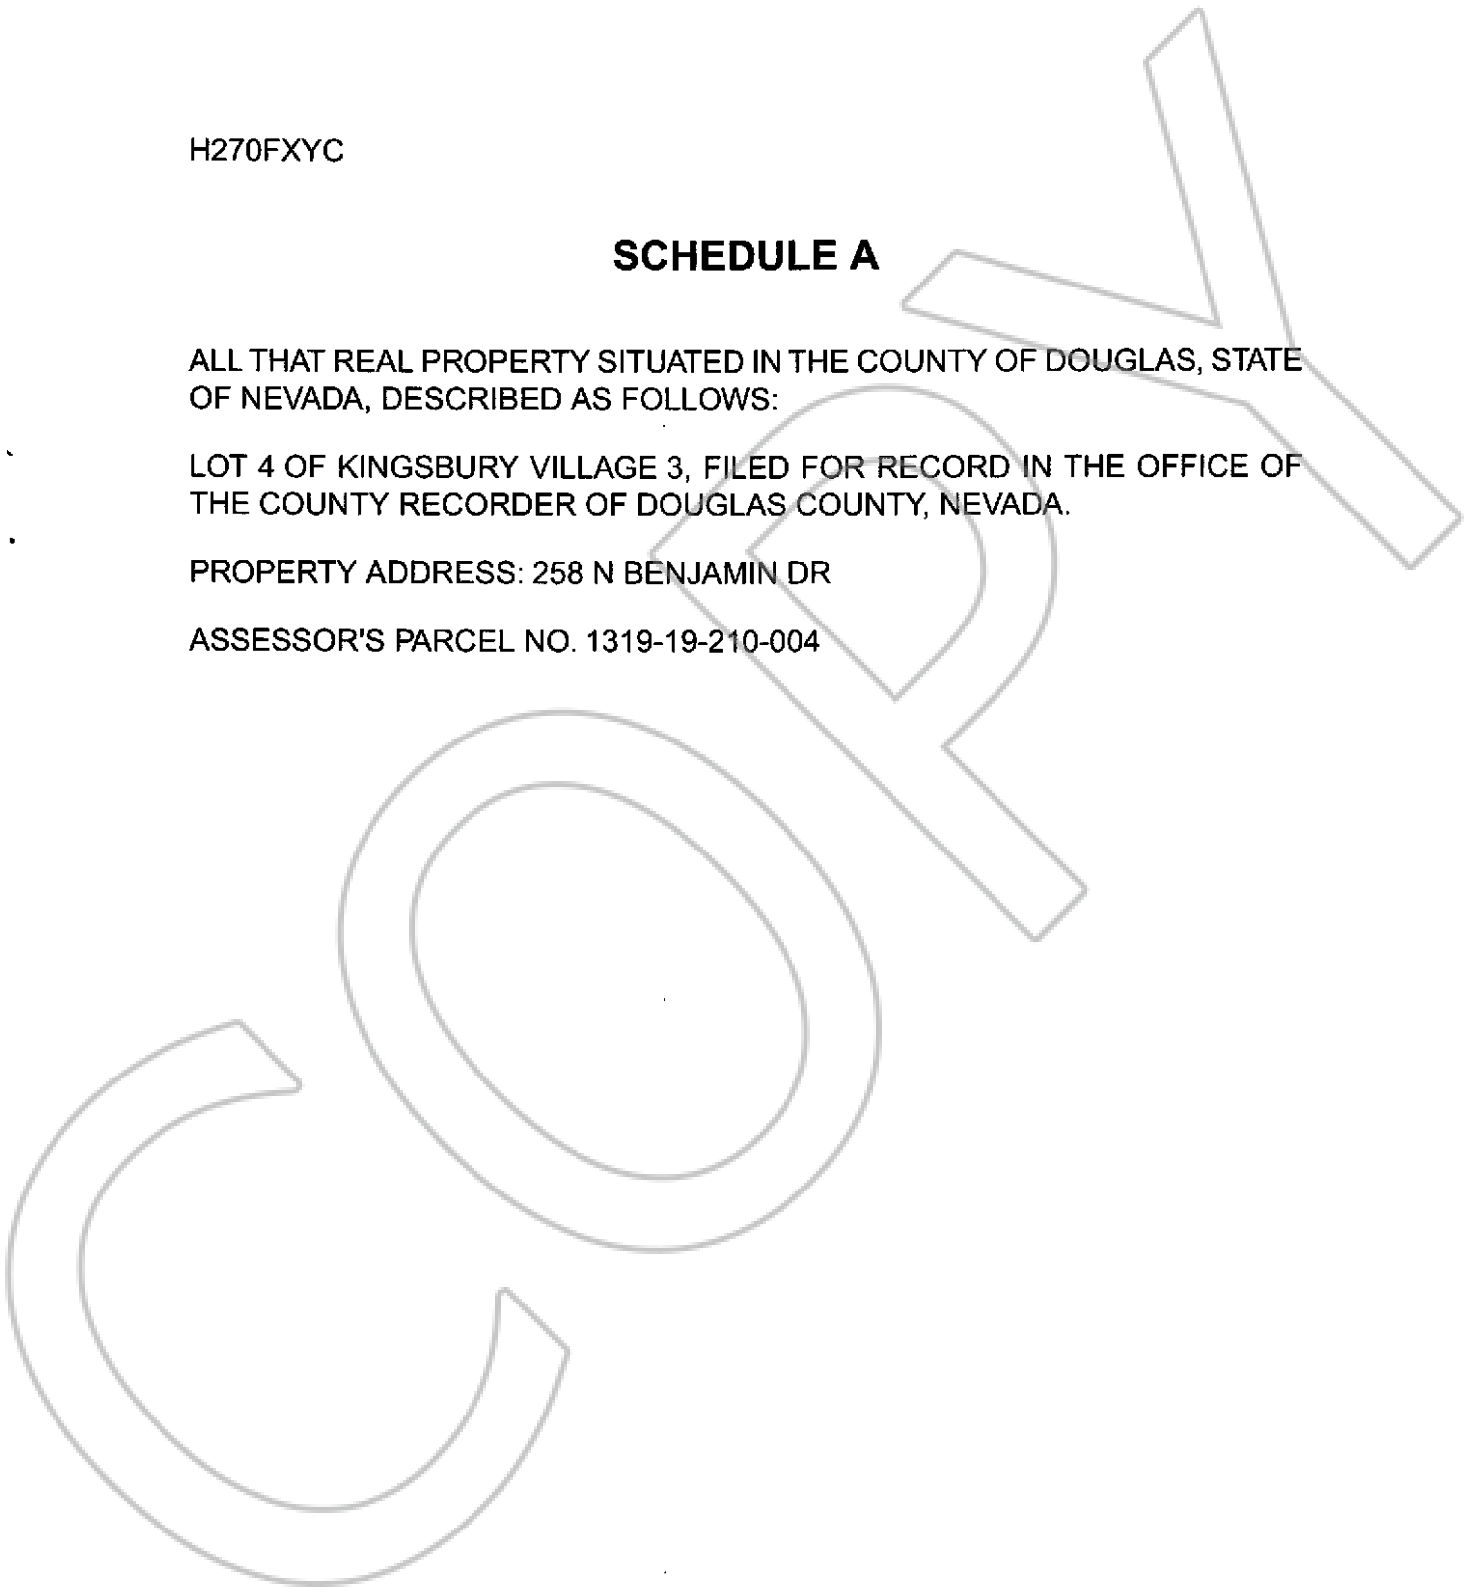 H270FXYC
SCHEDULE A
ALL THAT REAL PROPERTY SITUATED IN THE COUNTY OF DOUGLAS, STATE
OF NEVADA, DESCRIBED AS FOLLOWS:
LOT 4 OF KINGSBURY VILLAGE 3, FILED FOR RECORD IN THE OFFICE OF
THE COUNTY RECORDER OF DOUGLAS COUNTY, NEVADA.
PROPERTY ADDRESS: 258 N BENJAMIN DR
ASSESSOR'S PARCEL NO. 1319-19-210-004
COPY